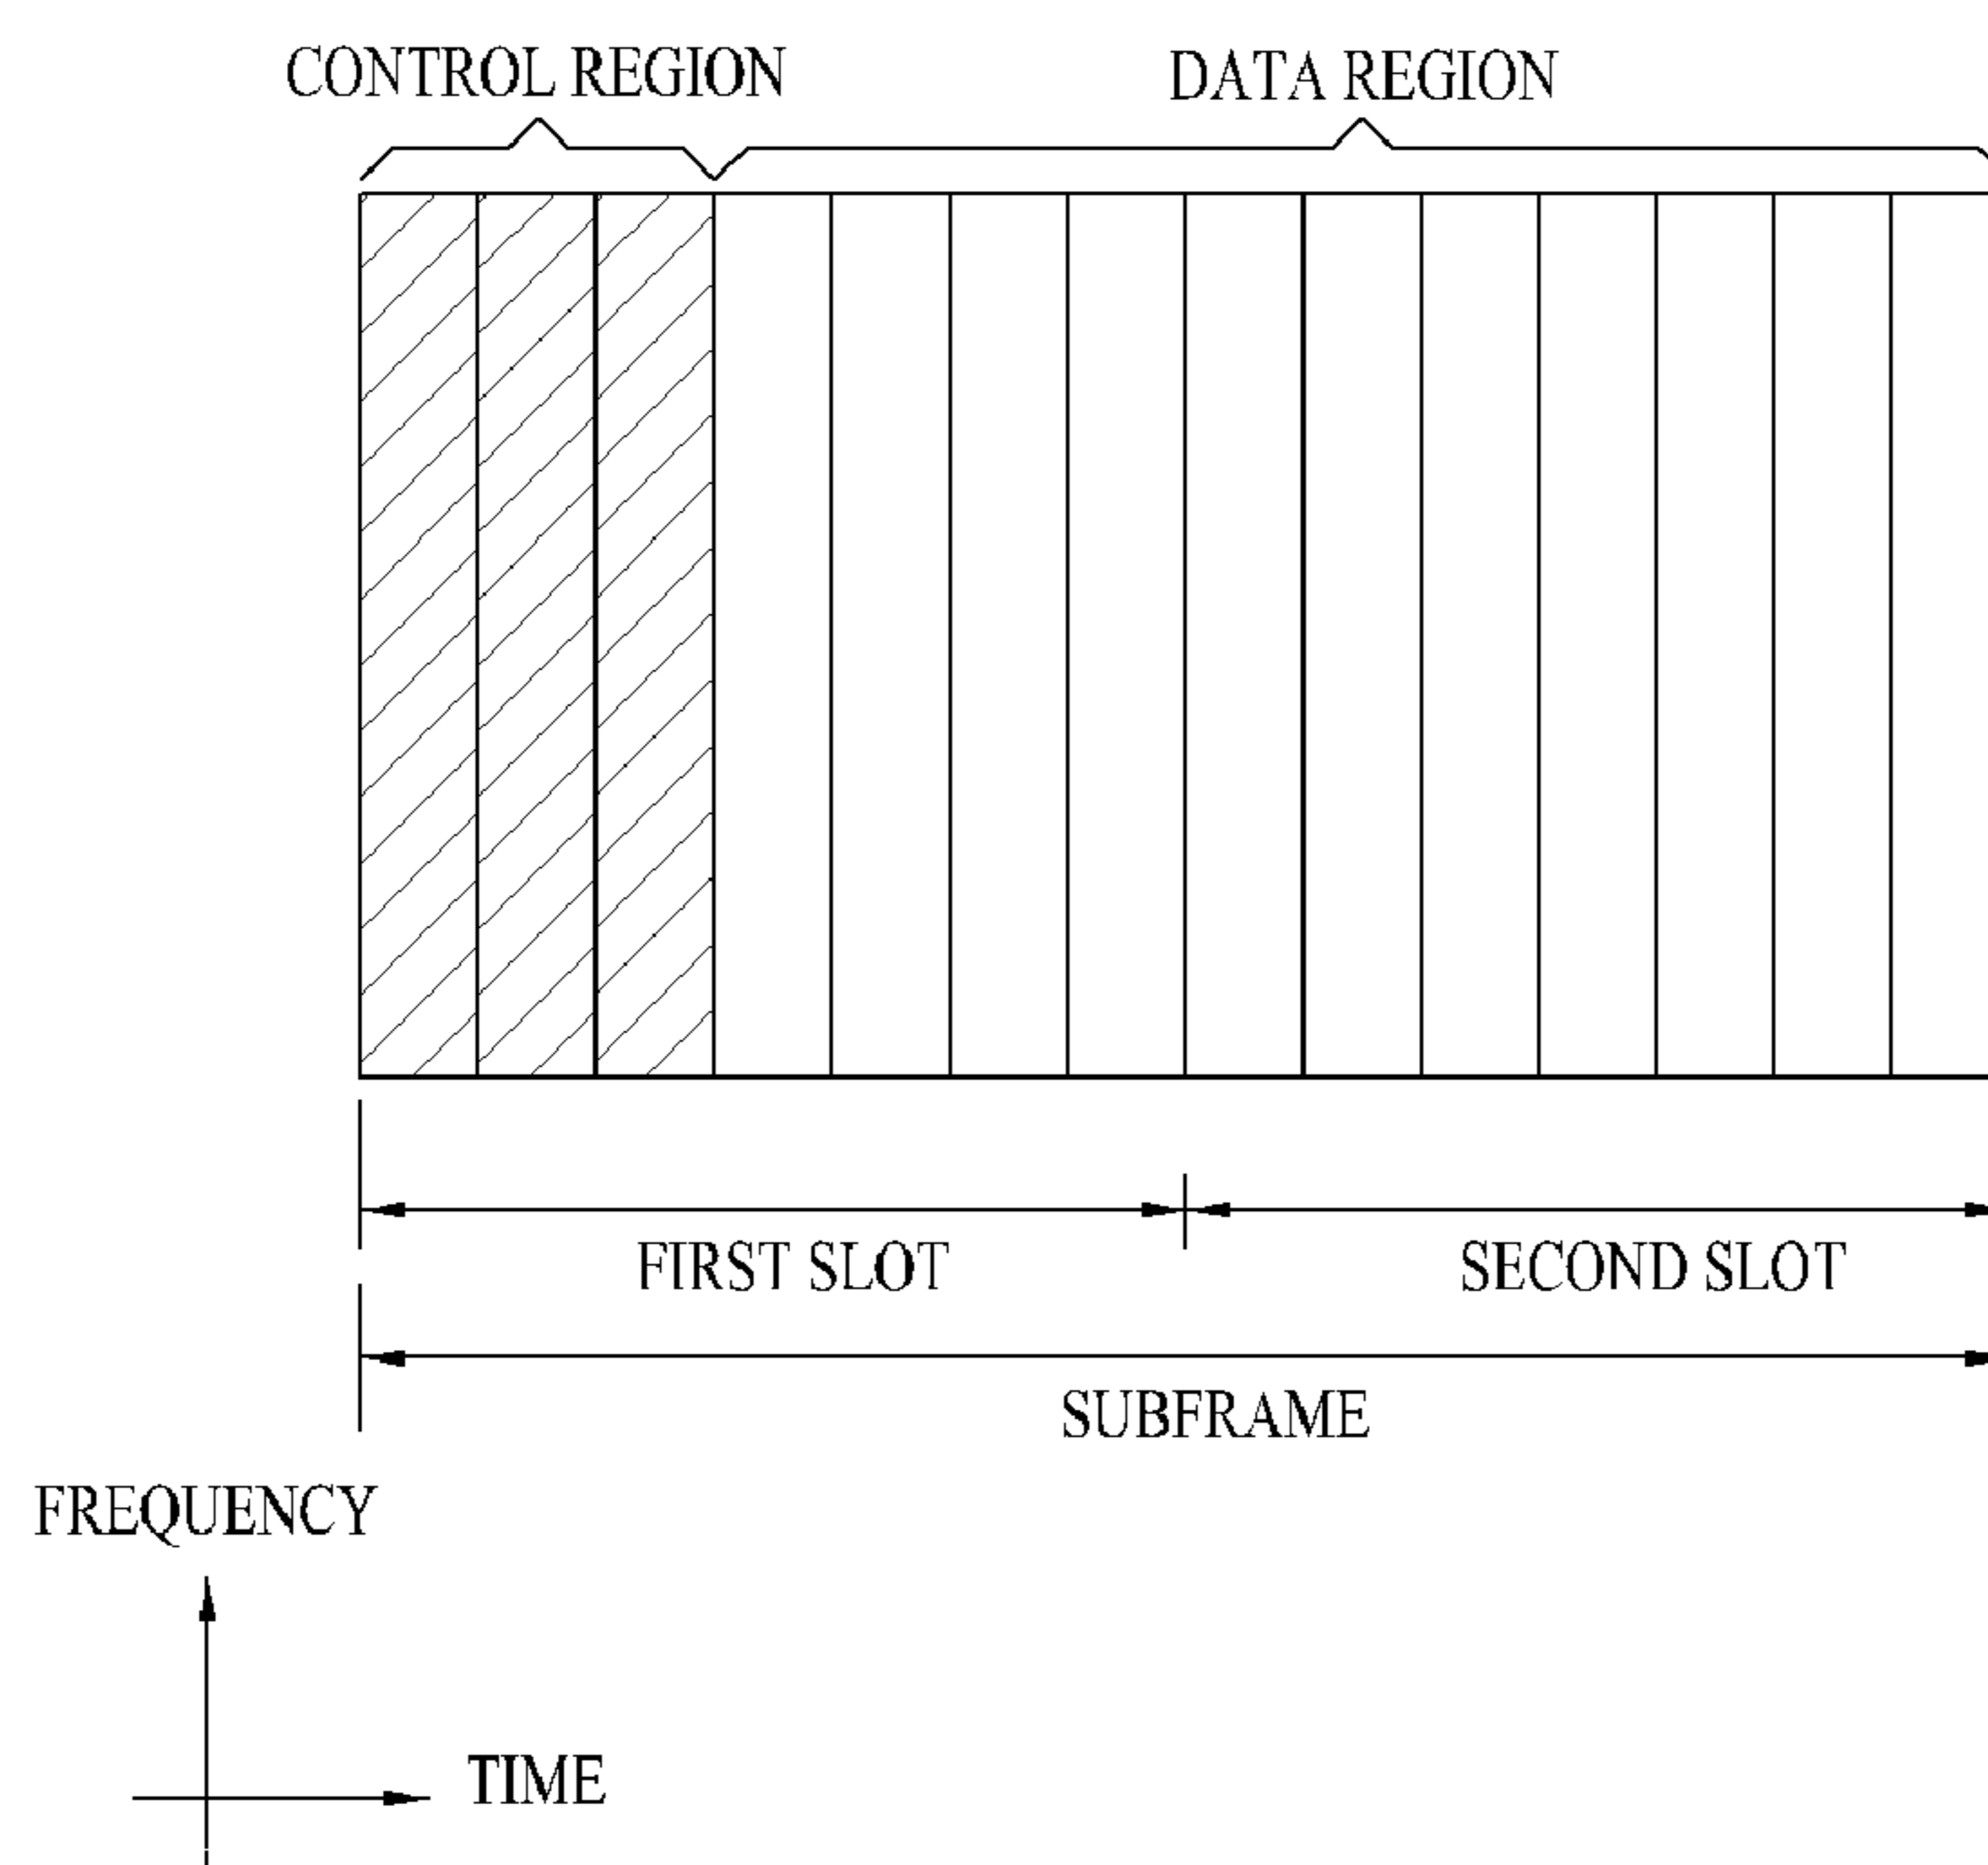 CONTROL REGION
DATA REGION
FIRST SLOT
SECOND SLOT
SUBFRAME
FREQUENCY
TIME